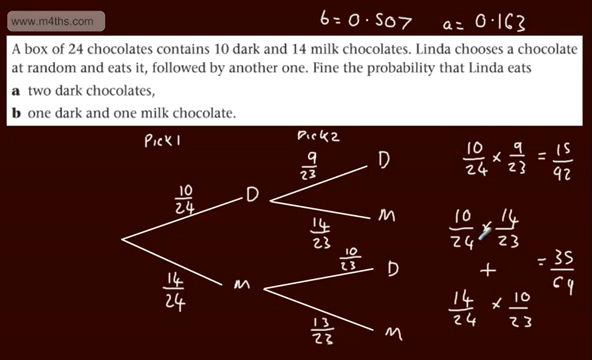 www.m4ths.com
b = 0.507 a = 0.163
A box of 24 chocolates contains 10 dark and 14 milk chocolates. Linda chooses a chocolate
at random and eats it, followed by another one. Fine the probability that Linda eats
a two dark chocolates,
b one dark and one milk chocolate.
Pick 1 Pick 2
10/24 D 9/23 D
14/23 M
14/24 M 10/23 D
13/23 M
10/24 × 9/23 = 15/92
10/24 × 14/23
+ = 35/69
14/24 × 10/23